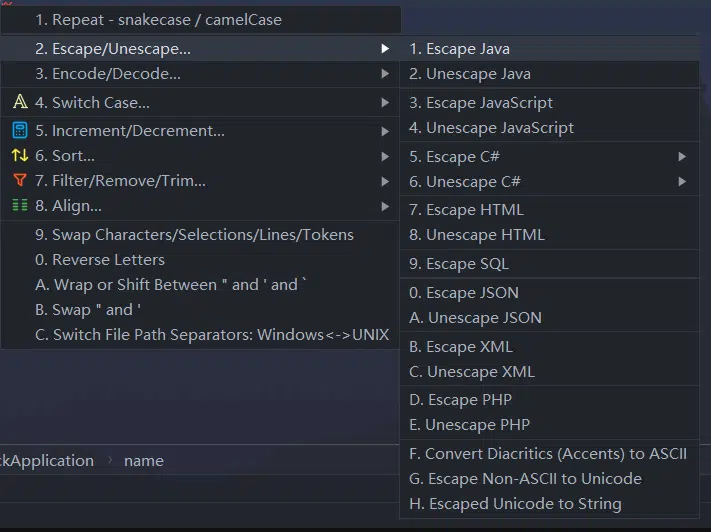 1. Repeat - snakecase / camelCase
2. Escape/Unescape...
3. Encode/Decode...
4. Switch Case...
5. Increment/Decrement...
6. Sort...
7. Filter/Remove/Trim...
8. Align...
9. Swap Characters/Selections/Lines/Tokens
0. Reverse Letters
A. Wrap or Shift Between " and ' and `
B. Swap " and '
C. Switch File Path Separators: Windows<->UNIX
1. Escape Java
2. Unescape Java
3. Escape JavaScript
4. Unescape JavaScript
5. Escape C#
6. Unescape C#
7. Escape HTML
8. Unescape HTML
9. Escape SQL
0. Escape JSON
A. Unescape JSON
B. Escape XML
C. Unescape XML
D. Escape PHP
E. Unescape PHP
F. Convert Diacritics (Accents) to ASCII
G. Escape Non-ASCII to Unicode
H. Escaped Unicode to String
ckApplication › name